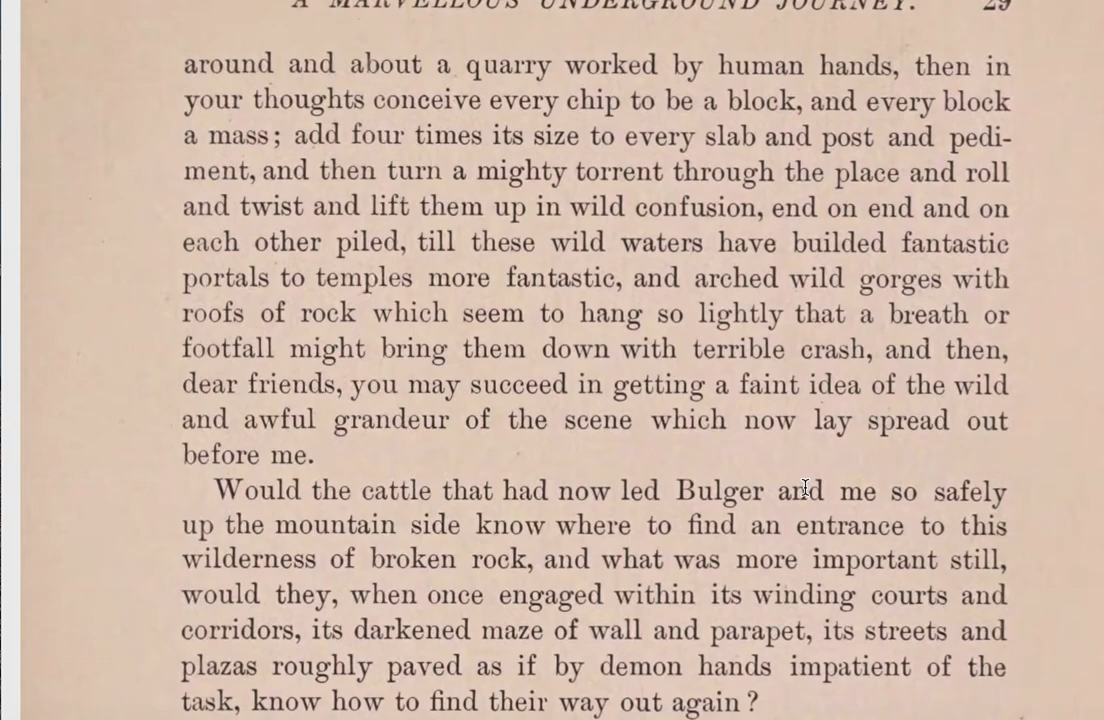 A MARVELLOUS UNDERGROUND JOURNEY. 29
around and about a quarry worked by human hands, then in
your thoughts conceive every chip to be a block, and every block
a mass; add four times its size to every slab and post and pedi-
ment, and then turn a mighty torrent through the place and roll
and twist and lift them up in wild confusion, end on end and on
each other piled, till these wild waters have builded fantastic
portals to temples more fantastic, and arched wild gorges with
roofs of rock which seem to hang so lightly that a breath or
footfall might bring them down with terrible crash, and then,
dear friends, you may succeed in getting a faint idea of the wild
and awful grandeur of the scene which now lay spread out
before me.
Would the cattle that had now led Bulger and me so safely
up the mountain side know where to find an entrance to this
wilderness of broken rock, and what was more important still,
would they, when once engaged within its winding courts and
corridors, its darkened maze of wall and parapet, its streets and
plazas roughly paved as if by demon hands impatient of the
task, know how to find their way out again?